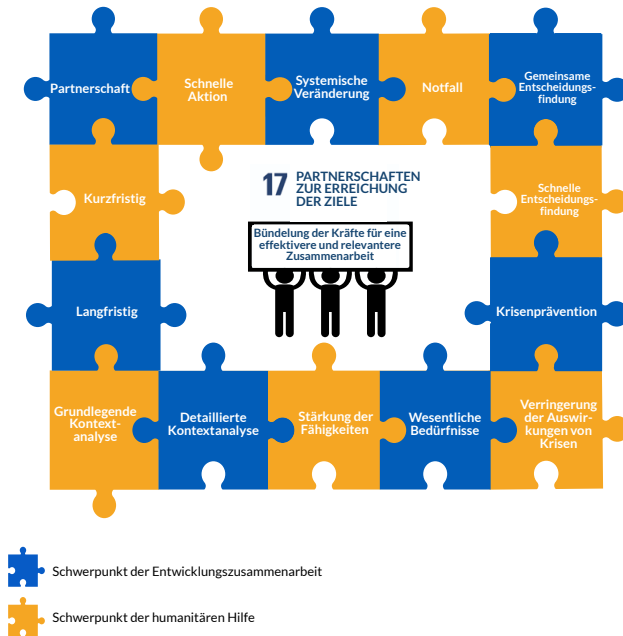 Partnerschaft
Schnelle
Aktion
Systemische
Veränderung
Notfall
Gemeinsame
Entscheidungs-
findung
Kurzfristig
17 PARTNERSCHAFTEN
ZUR ERREICHUNG
DER ZIELE
Schnelle
Entscheidungs-
findung
Bündelung der Kräfte für eine
effektivere und relevantere
Zusammenarbeit
Langfristig
Krisenprävention
Grundlegende
Kontext-
analyse
Detaillierte
Kontextanalyse
Stärkung der
Fähigkeiten
Wesentliche
Bedürfnisse
Verringerung
der Auswir-
kungen von
Krisen
Schwerpunkt der Entwicklungszusammenarbeit
Schwerpunkt der humanitären Hilfe